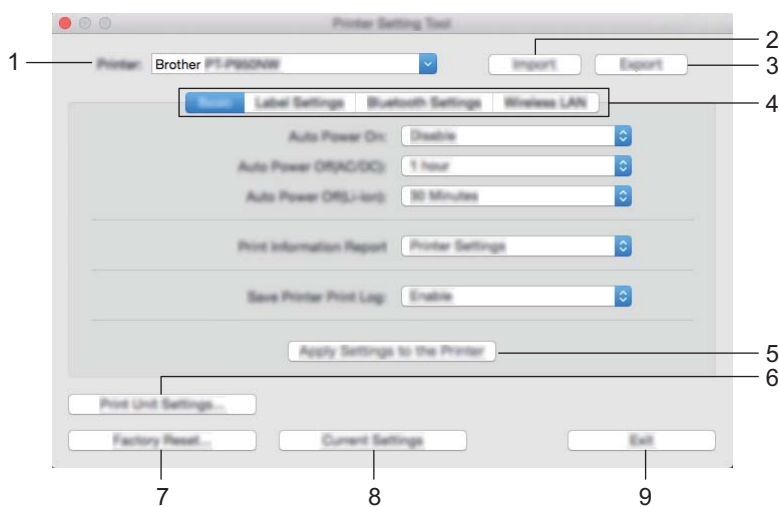 Printer Setting Tool
2
1 Printer: Brother PT-P950NW Import Export
3
Basic Label Settings Bluetooth Settings Wireless LAN 4
Auto Power On: Disable
Auto Power Off(AC/DC): 1 hour
Auto Power Off(Li-ion): 30 Minutes
Print Information Report Printer Settings
Save Printer Print Log: Enable
Apply Settings to the Printer 5
6
Print Unit Settings...
Factory Reset... Current Settings Exit
7 8 9